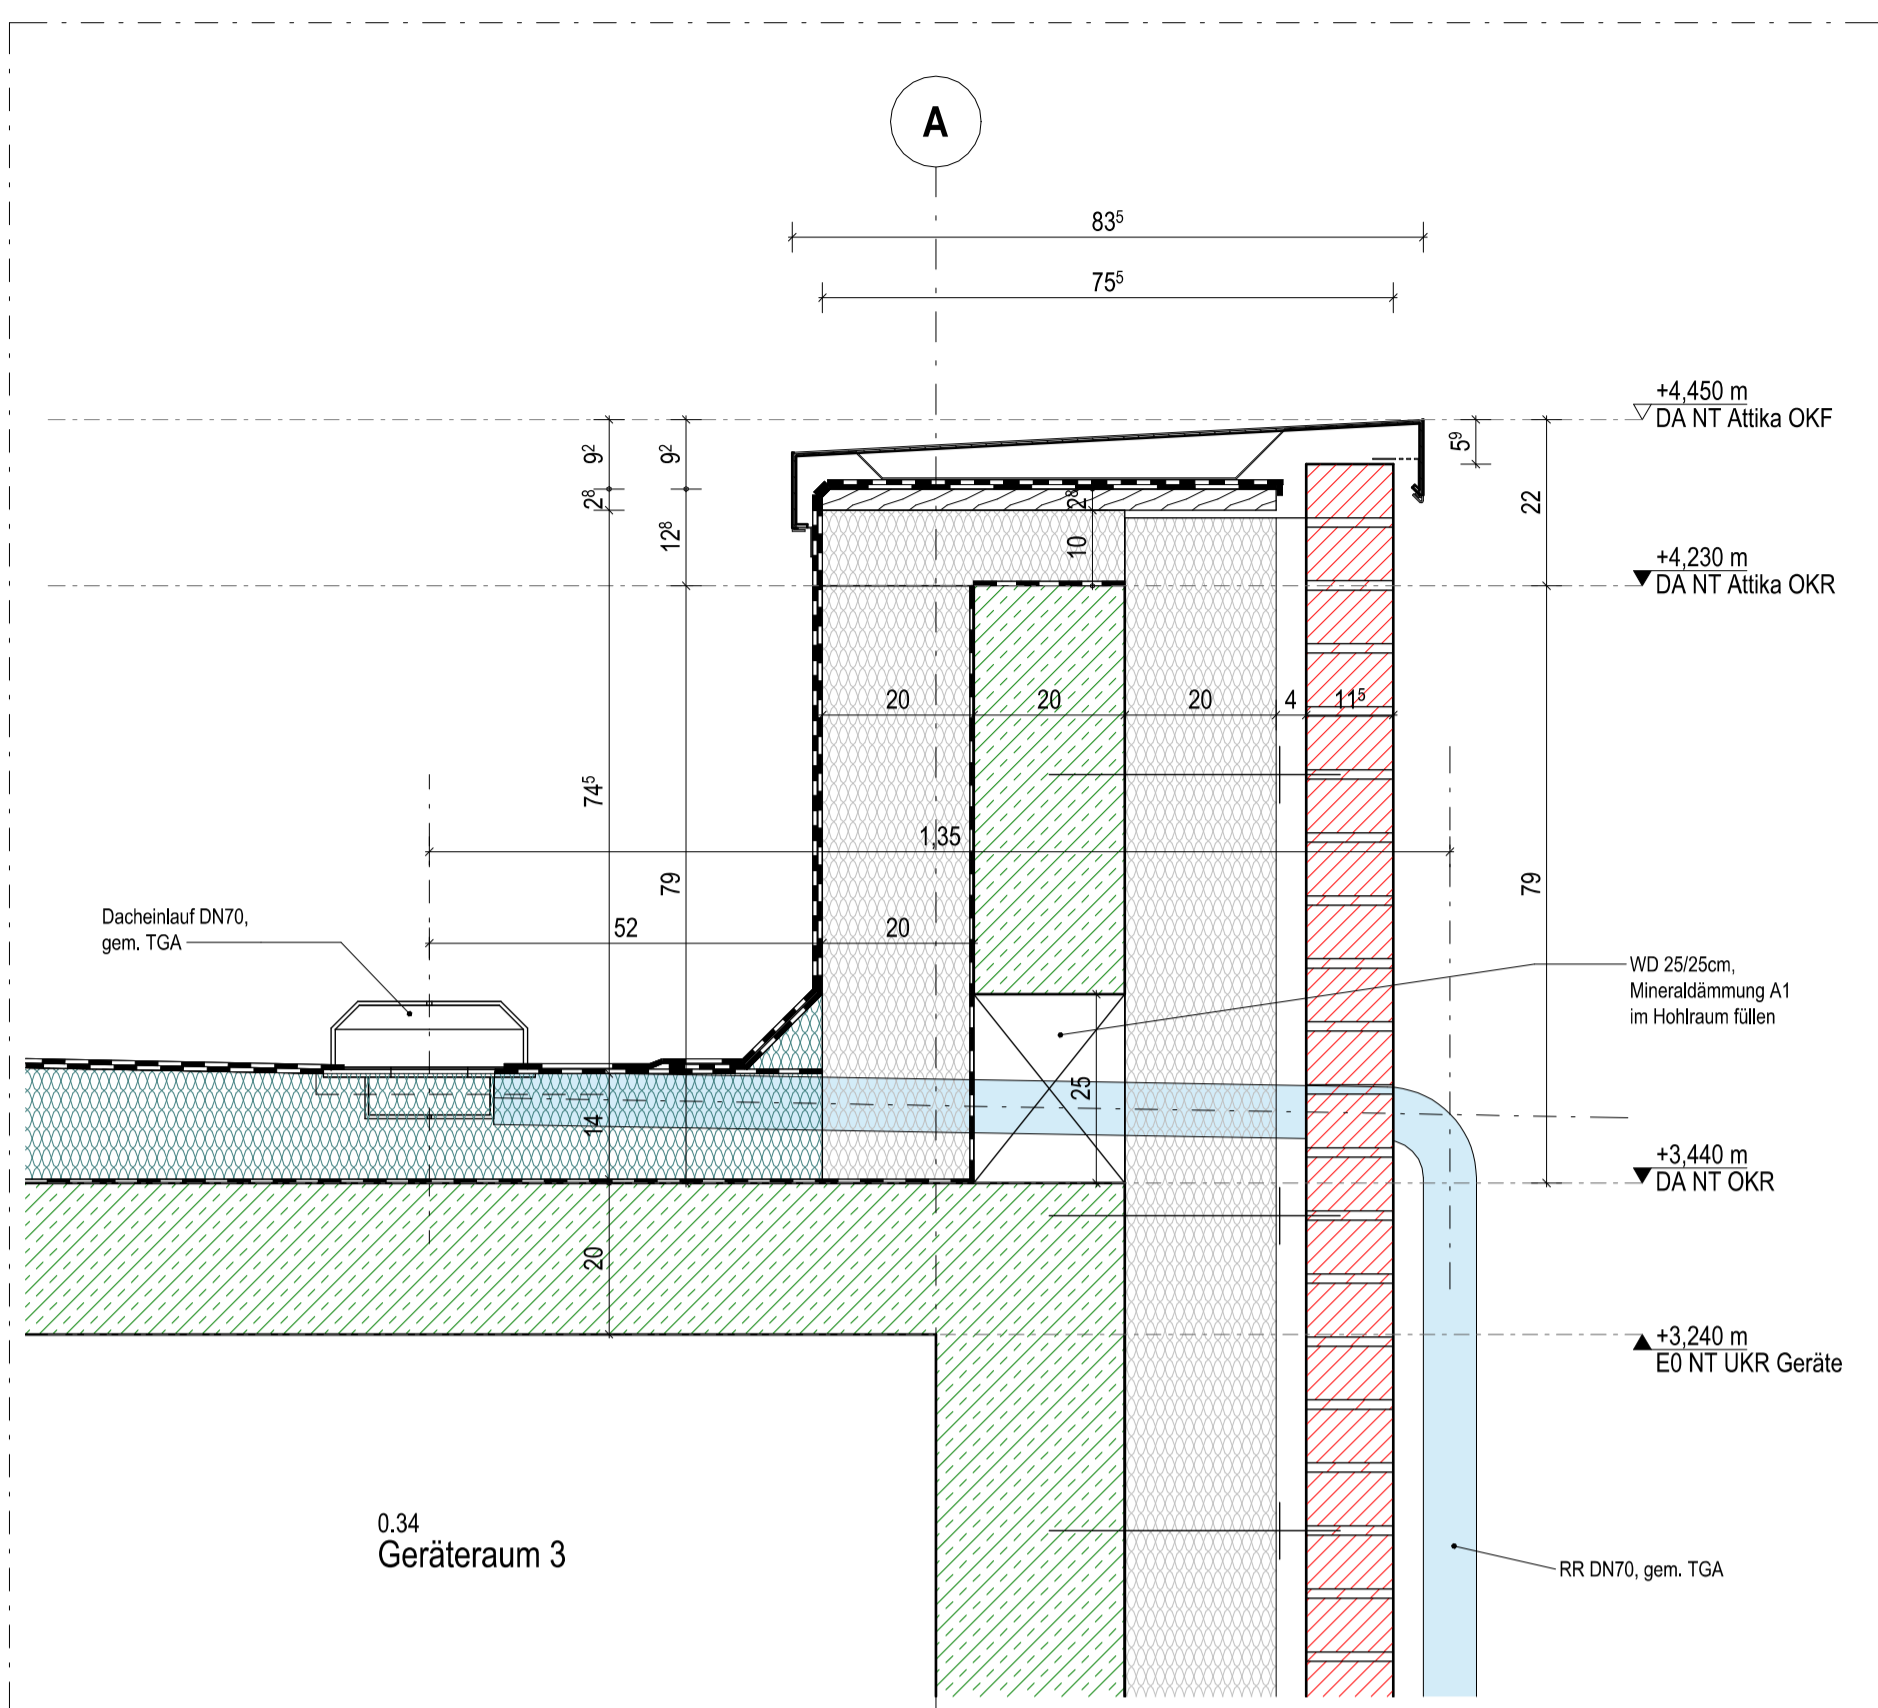 A
83⁵
75⁵
+4,450 m
DA NT Attika OKF
9²
9²
5⁹
2⁸
2⁸
22
12⁸
10
+4,230 m
DA NT Attika OKR
20
20
20
4
11⁵
74⁵
1,35
79
79
Dacheinlauf DN70,
gem. TGA
52
20
WD 25/25cm,
Mineraldämmung A1
im Hohlraum füllen
25
14
+3,440 m
DA NT OKR
20
+3,240 m
E0 NT UKR Geräte
0.34
Geräteraum 3
RR DN70, gem. TGA